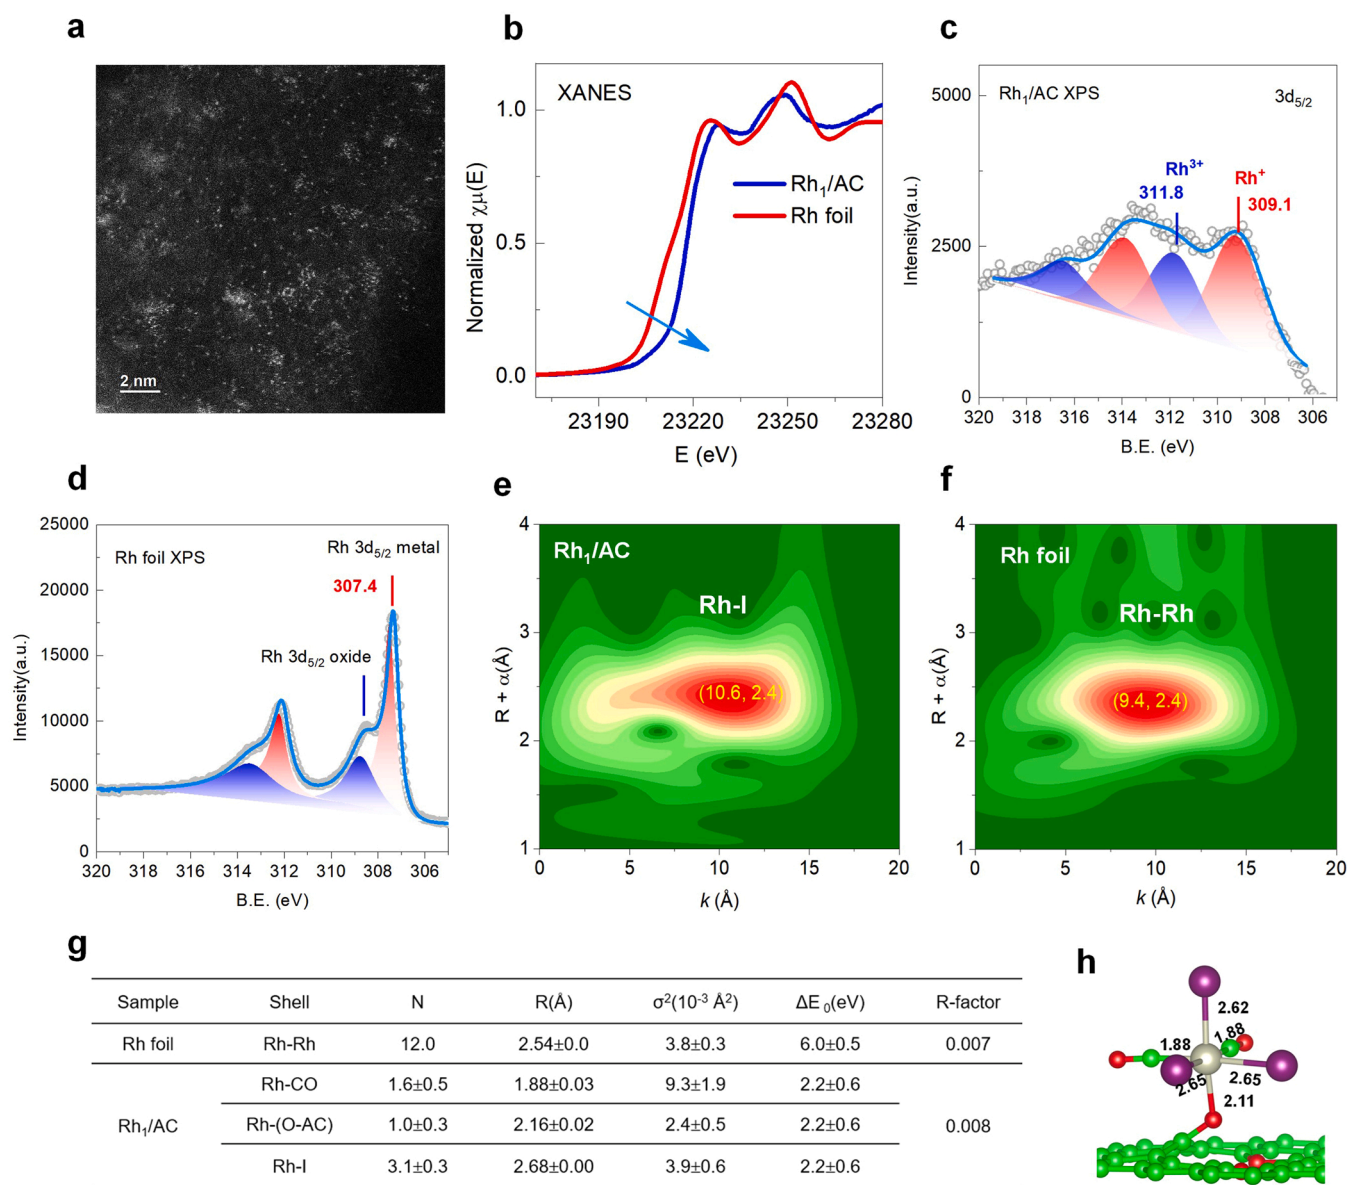 a
2 nm
b
XANES
Rh₁/AC
Rh foil
Normalized χμ(E)
1.0
0.5
0.0
23190 23220 23250 23280
E (eV)
c
Rh₁/AC XPS
3d₅/₂
Rh³⁺
311.8
Rh⁺
309.1
Intensity(a.u.)
5000
2500
0
320 318 316 314 312 310 308 306
B.E. (eV)
d
Rh foil XPS
Rh 3d₅/₂ metal
307.4
Rh 3d₅/₂ oxide
Intensity(a.u.)
25000
20000
15000
10000
5000
0
320 318 316 314 312 310 308 306
B.E. (eV)
e
Rh₁/AC
Rh-I
(10.6, 2.4)
R + α(Å)
4
3
2
1
0 5 10 15 20
k (Å)
f
Rh foil
Rh-Rh
(9.4, 2.4)
R + α(Å)
4
3
2
1
0 5 10 15 20
k (Å)
g
Sample Shell N R(Å) σ²(10⁻³ Å²) ΔE₀(eV) R-factor
Rh foil Rh-Rh 12.0 2.54±0.0 3.8±0.3 6.0±0.5 0.007
Rh-CO 1.6±0.5 1.88±0.03 9.3±1.9 2.2±0.6
Rh₁/AC Rh-(O-AC) 1.0±0.3 2.16±0.02 2.4±0.5 2.2±0.6 0.008
Rh-I 3.1±0.3 2.68±0.00 3.9±0.6 2.2±0.6
h
2.62
1.88
1.88
2.65
2.65
2.11